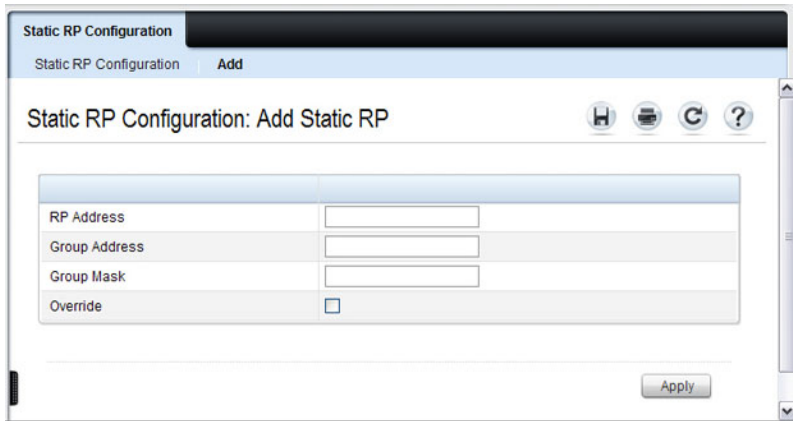 Static RP Configuration
Static RP Configuration Add
Static RP Configuration: Add Static RP
RP Address
Group Address
Group Mask
Override
Apply